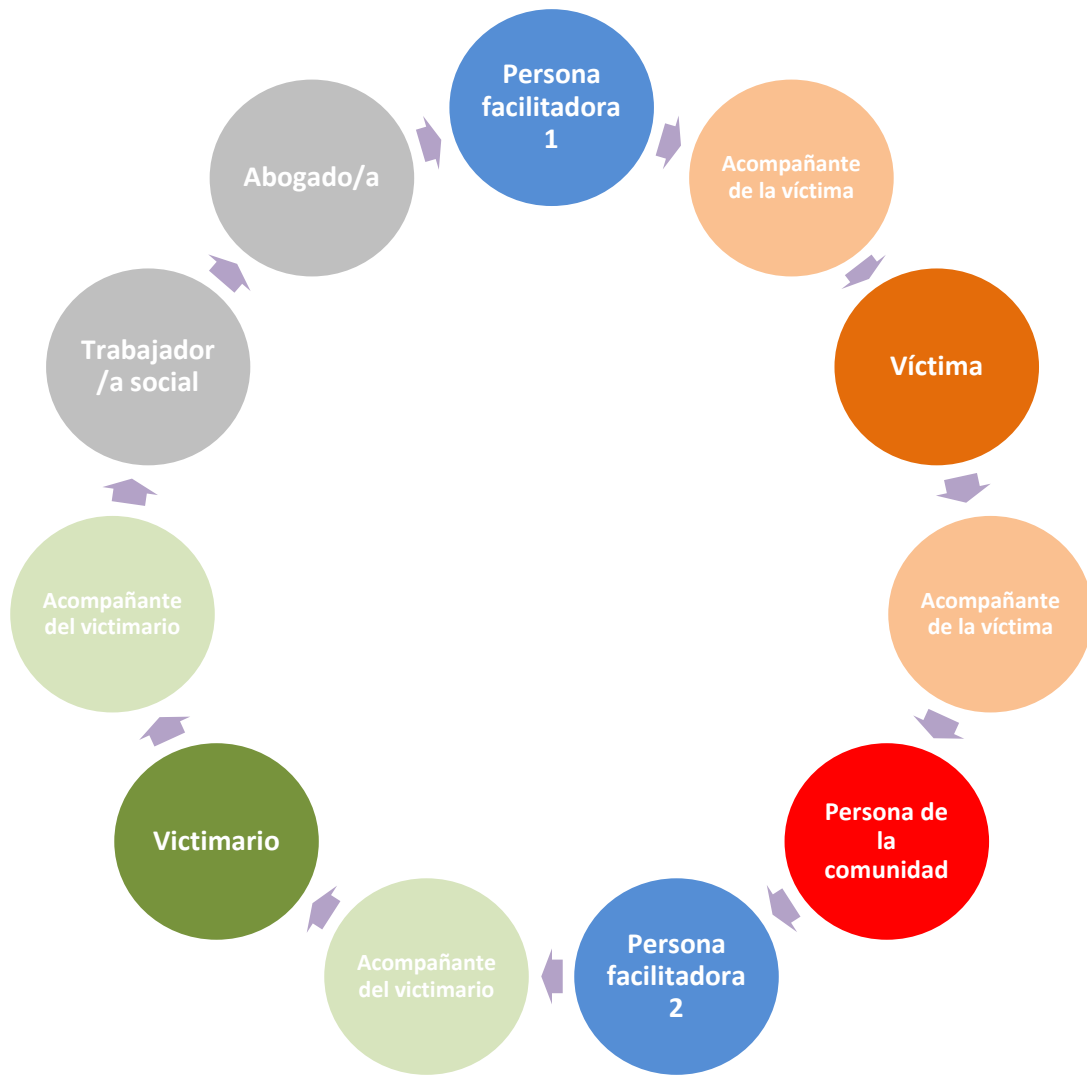 Persona
facilitadora
1
Acompañante
de la víctima
Víctima
Acompañante
de la víctima
Persona de
la
comunidad
Persona
facilitadora
2
Acompañante
del victimario
Victimario
Acompañante
del victimario
Trabajador
/a social
Abogado/a